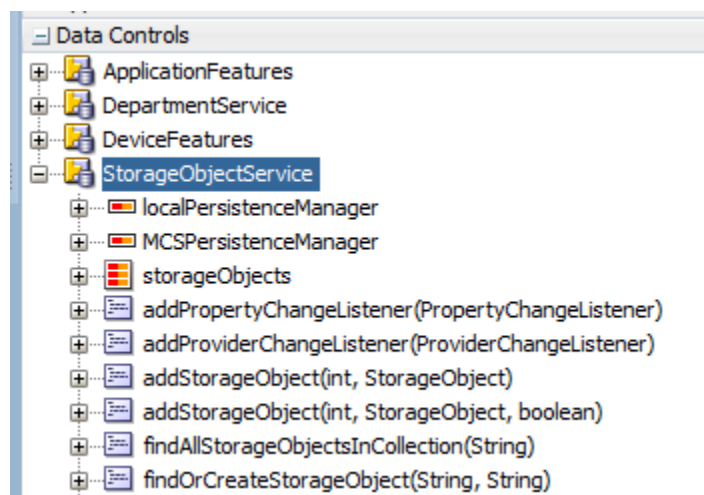 Data Controls
ApplicationFeatures
DepartmentService
DeviceFeatures
StorageObjectService
localPersistenceManager
MCSPersistenceManager
storageObjects
addPropertyChangeListener(PropertyChangeListener)
addProviderChangeListener(ProviderChangeListener)
addStorageObject(int, StorageObject)
addStorageObject(int, StorageObject, boolean)
findAllStorageObjectsInCollection(String)
findOrCreateStorageObject(String, String)